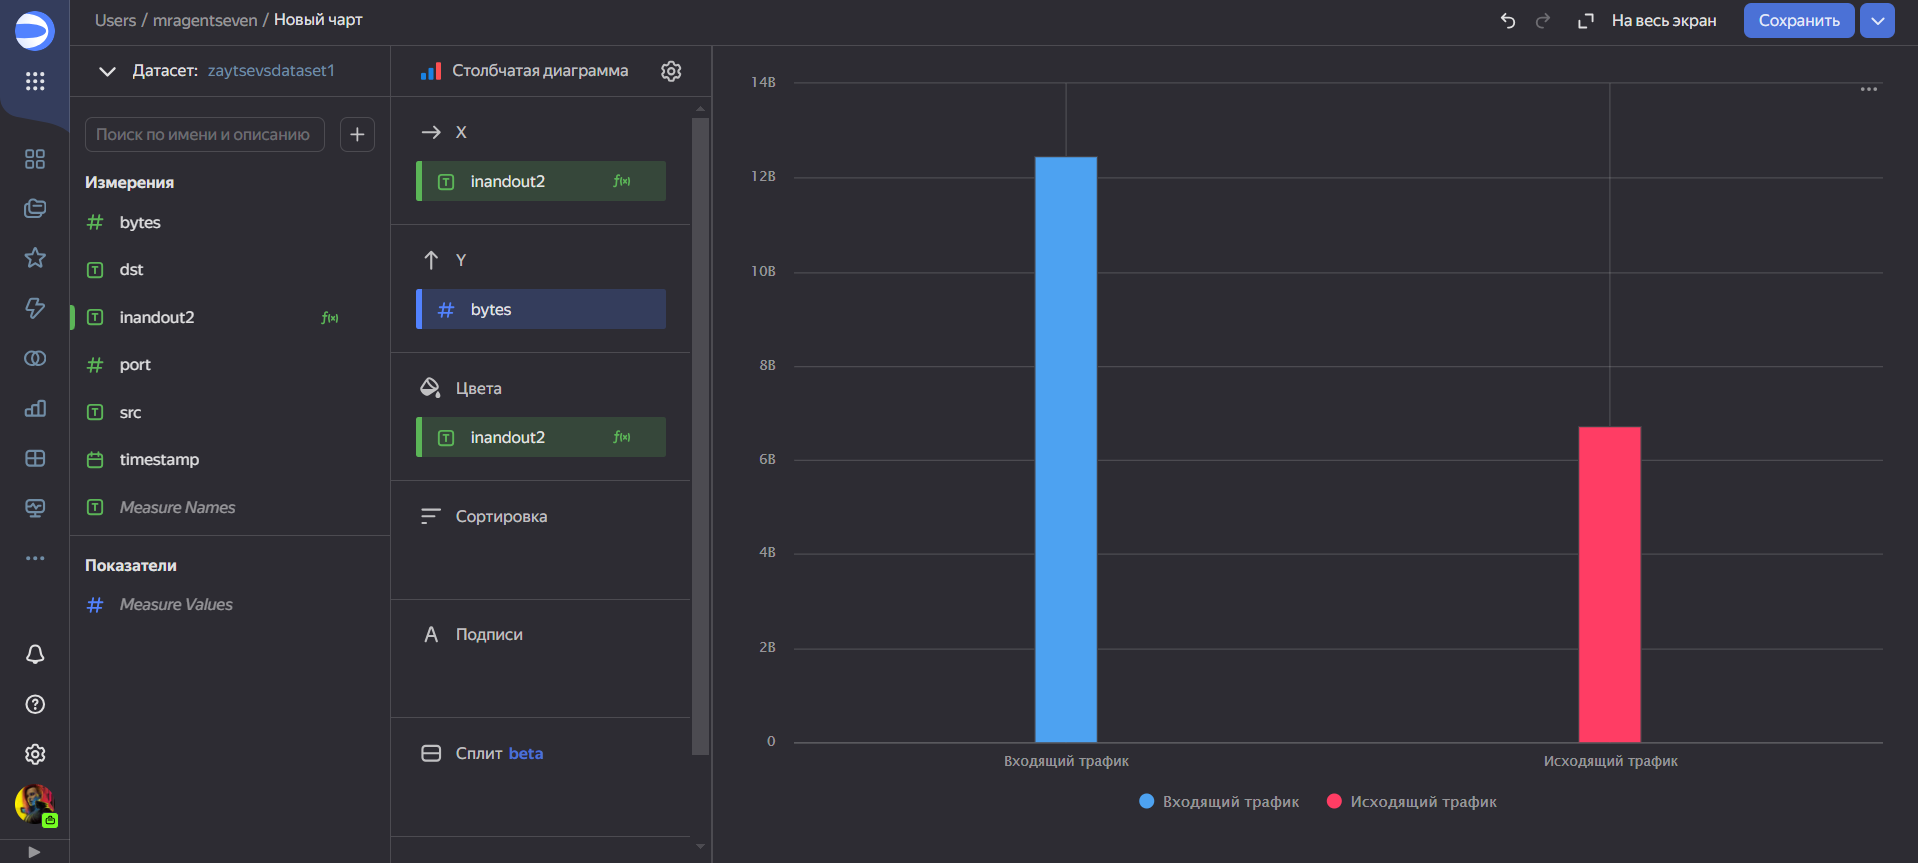 Users / mragentseven / Новый чарт
На весь экран
Сохранить
Датасет: zaytsevsdataset1
Поиск по имени и описанию
Измерения
bytes
dst
inandout2 f(x)
port
src
timestamp
Measure Names
Показатели
Measure Values
Столбчатая диаграмма
X
inandout2 f(x)
Y
bytes
Цвета
inandout2 f(x)
Сортировка
Подписи
Сплит beta
14B
12B
10B
8B
6B
4B
2B
0
Входящий трафик
Исходящий трафик
Входящий трафик Исходящий трафик